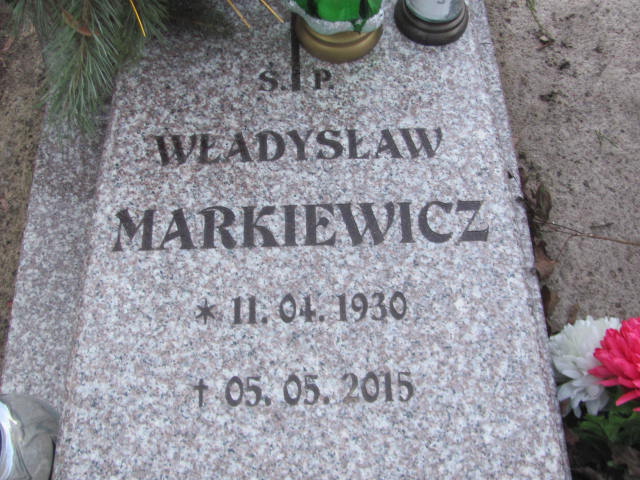 Ś. P.
WŁADYSŁAW
MARKIEWICZ
* 11. 04. 1930
† 05. 05. 2015